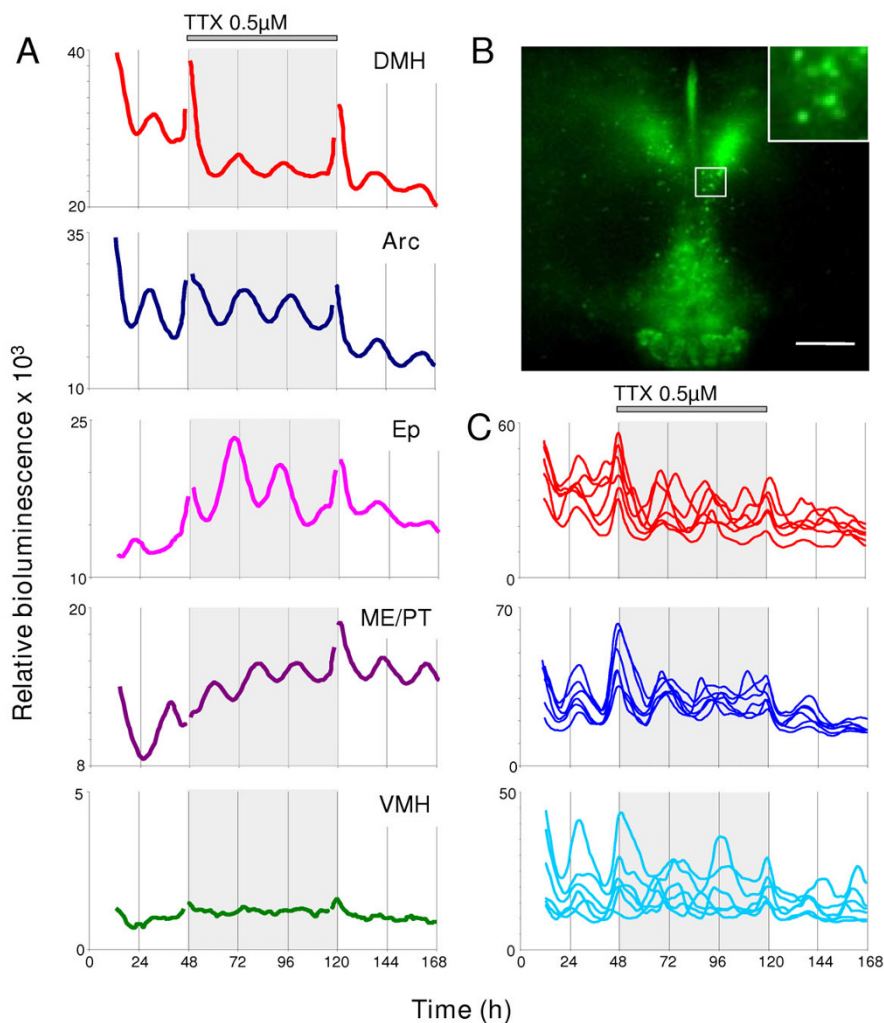 A
TTX 0.5µM
B
40
DMH
20
35
Arc
10
25
Ep
10
20
ME/PT
8
5
VMH
0
0 24 48 72 96 120 144 168
Relative bioluminescence x 10³
C
TTX 0.5µM
60
0
70
0
50
0
0 24 48 72 96 120 144 168
Time (h)